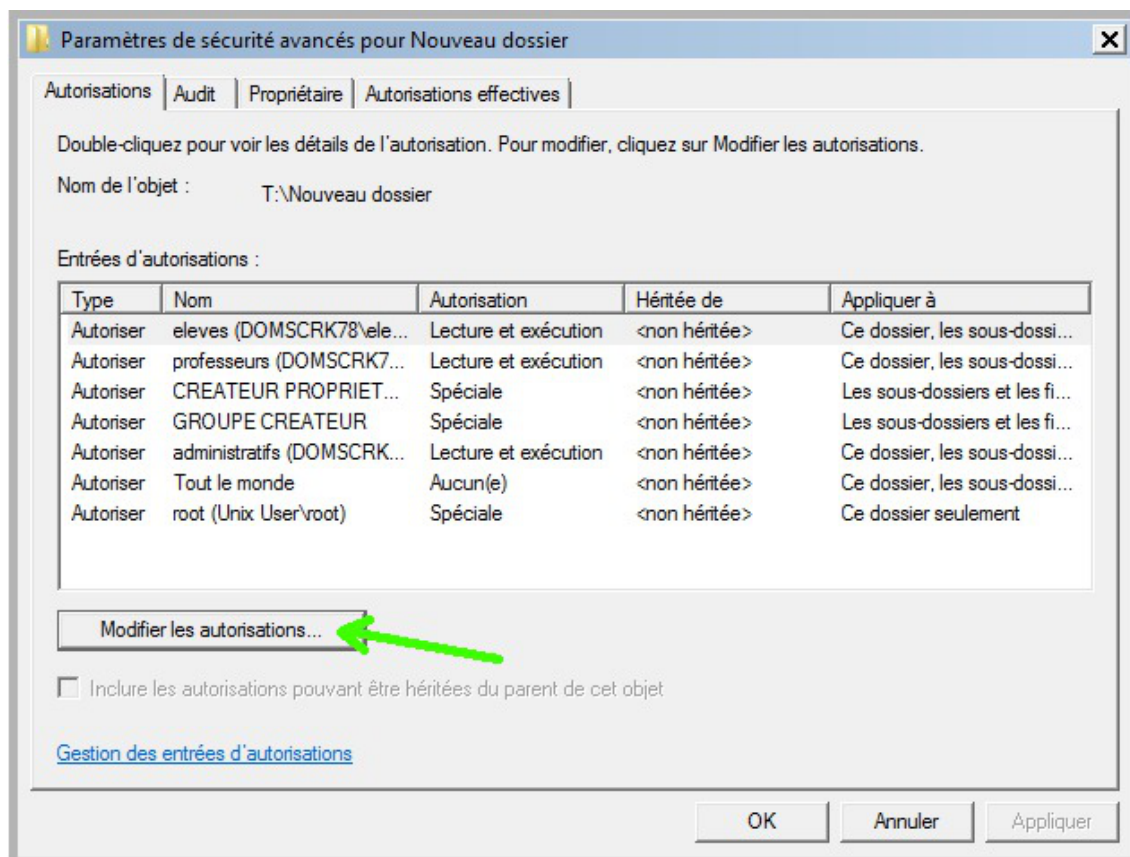 Paramètres de sécurité avancés pour Nouveau dossier
Autorisations Audit Propriétaire Autorisations effectives
Double-cliquez pour voir les détails de l'autorisation. Pour modifier, cliquez sur Modifier les autorisations.
Nom de l'objet : T:\Nouveau dossier
Entrées d'autorisations :
Type Nom Autorisation Héritée de Appliquer à
Autoriser eleves (DOMSCRK78\ele... Lecture et exécution <non héritée> Ce dossier, les sous-dossi...
Autoriser professeurs (DOMSCRK7... Lecture et exécution <non héritée> Ce dossier, les sous-dossi...
Autoriser CREATEUR PROPRIET... Spéciale <non héritée> Les sous-dossiers et les fi...
Autoriser GROUPE CREATEUR Spéciale <non héritée> Les sous-dossiers et les fi...
Autoriser administratifs (DOMSCRK... Lecture et exécution <non héritée> Ce dossier, les sous-dossi...
Autoriser Tout le monde Aucun(e) <non héritée> Ce dossier, les sous-dossi...
Autoriser root (Unix User\root) Spéciale <non héritée> Ce dossier seulement
Modifier les autorisations...
Inclure les autorisations pouvant être héritées du parent de cet objet
Gestion des entrées d'autorisations
OK Annuler Appliquer